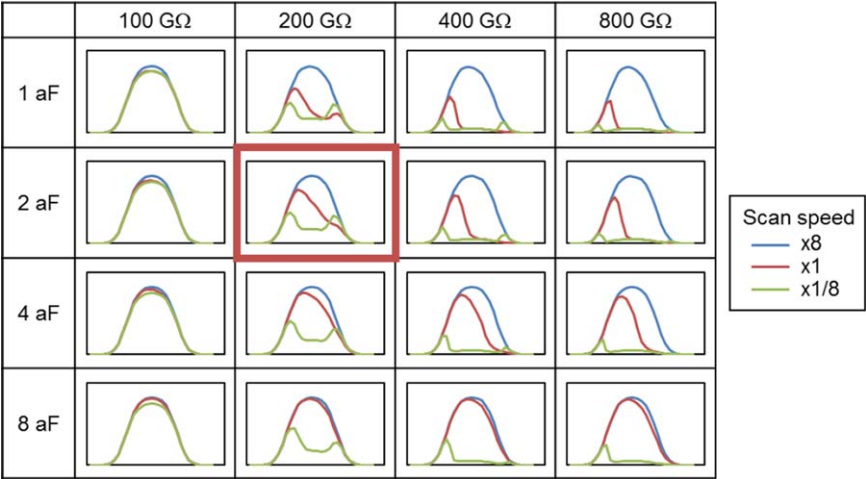 100 GΩ 200 GΩ 400 GΩ 800 GΩ
1 aF
2 aF
4 aF
8 aF
Scan speed
x8
x1
x1/8